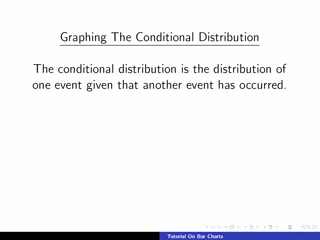 Graphing The Conditional Distribution
The conditional distribution is the distribution of
one event given that another event has occurred.
Tutorial On Bar Charts